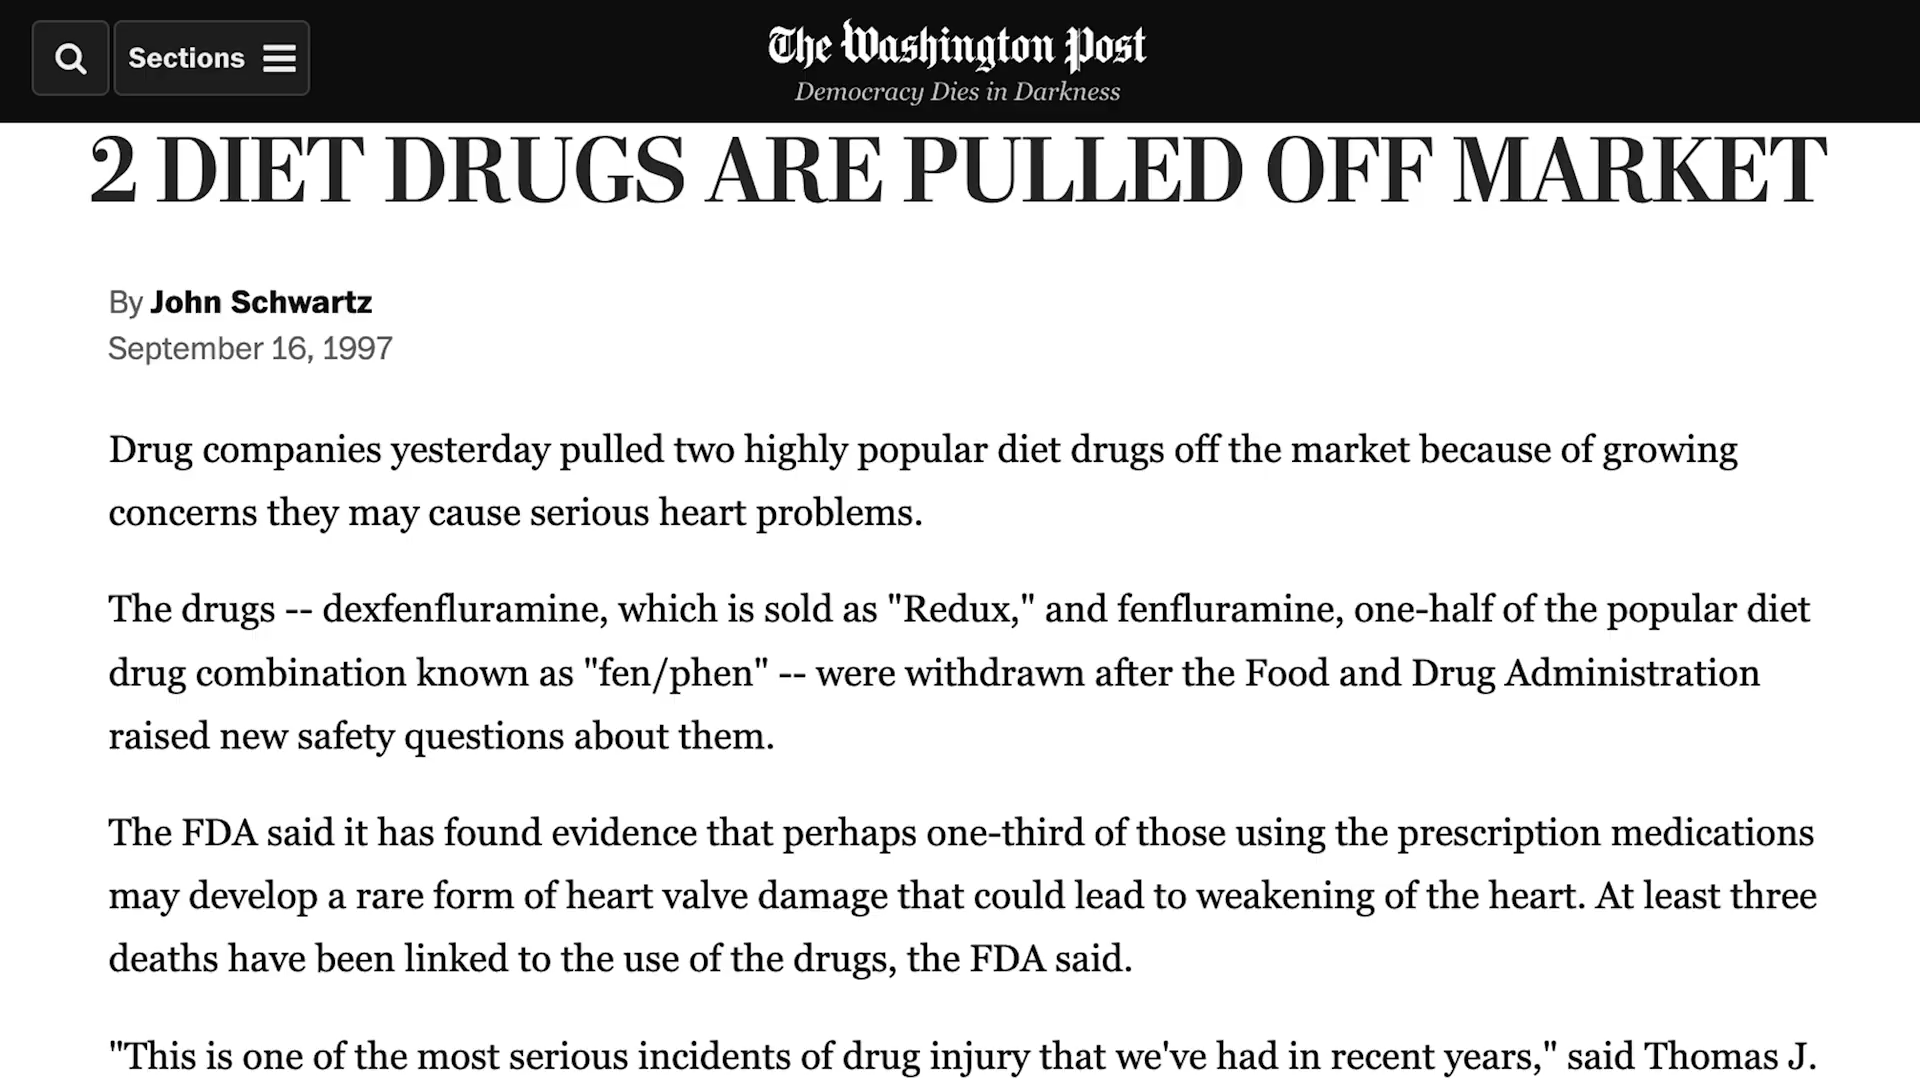 Sections
The Washington Post
Democracy Dies in Darkness
2 DIET DRUGS ARE PULLED OFF MARKET
By John Schwartz
September 16, 1997
Drug companies yesterday pulled two highly popular diet drugs off the market because of growing
concerns they may cause serious heart problems.
The drugs -- dexfenfluramine, which is sold as "Redux," and fenfluramine, one-half of the popular diet
drug combination known as "fen/phen" -- were withdrawn after the Food and Drug Administration
raised new safety questions about them.
The FDA said it has found evidence that perhaps one-third of those using the prescription medications
may develop a rare form of heart valve damage that could lead to weakening of the heart. At least three
deaths have been linked to the use of the drugs, the FDA said.
"This is one of the most serious incidents of drug injury that we've had in recent years," said Thomas J.